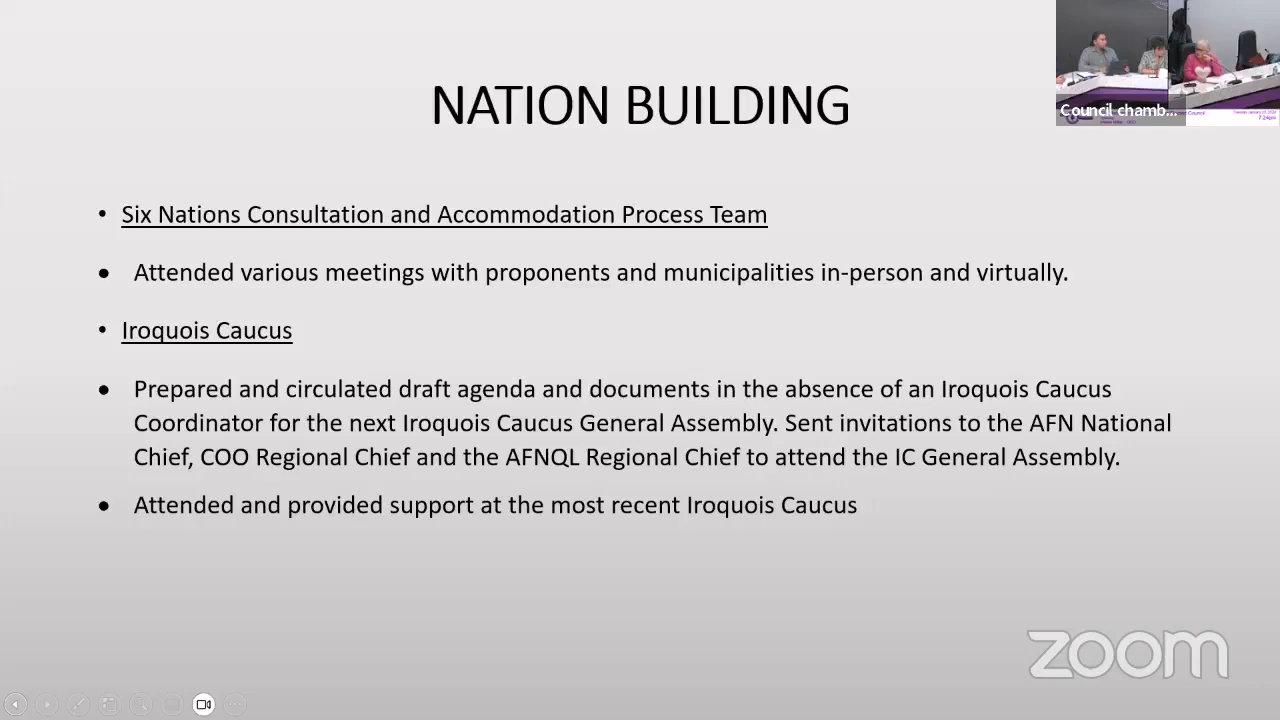 NATION BUILDING
Council chamb...
7:24pm
• Six Nations Consultation and Accommodation Process Team
• Attended various meetings with proponents and municipalities in-person and virtually.
• Iroquois Caucus
• Prepared and circulated draft agenda and documents in the absence of an Iroquois Caucus
Coordinator for the next Iroquois Caucus General Assembly. Sent invitations to the AFN National
Chief, COO Regional Chief and the AFNQL Regional Chief to attend the IC General Assembly.
• Attended and provided support at the most recent Iroquois Caucus
zoom